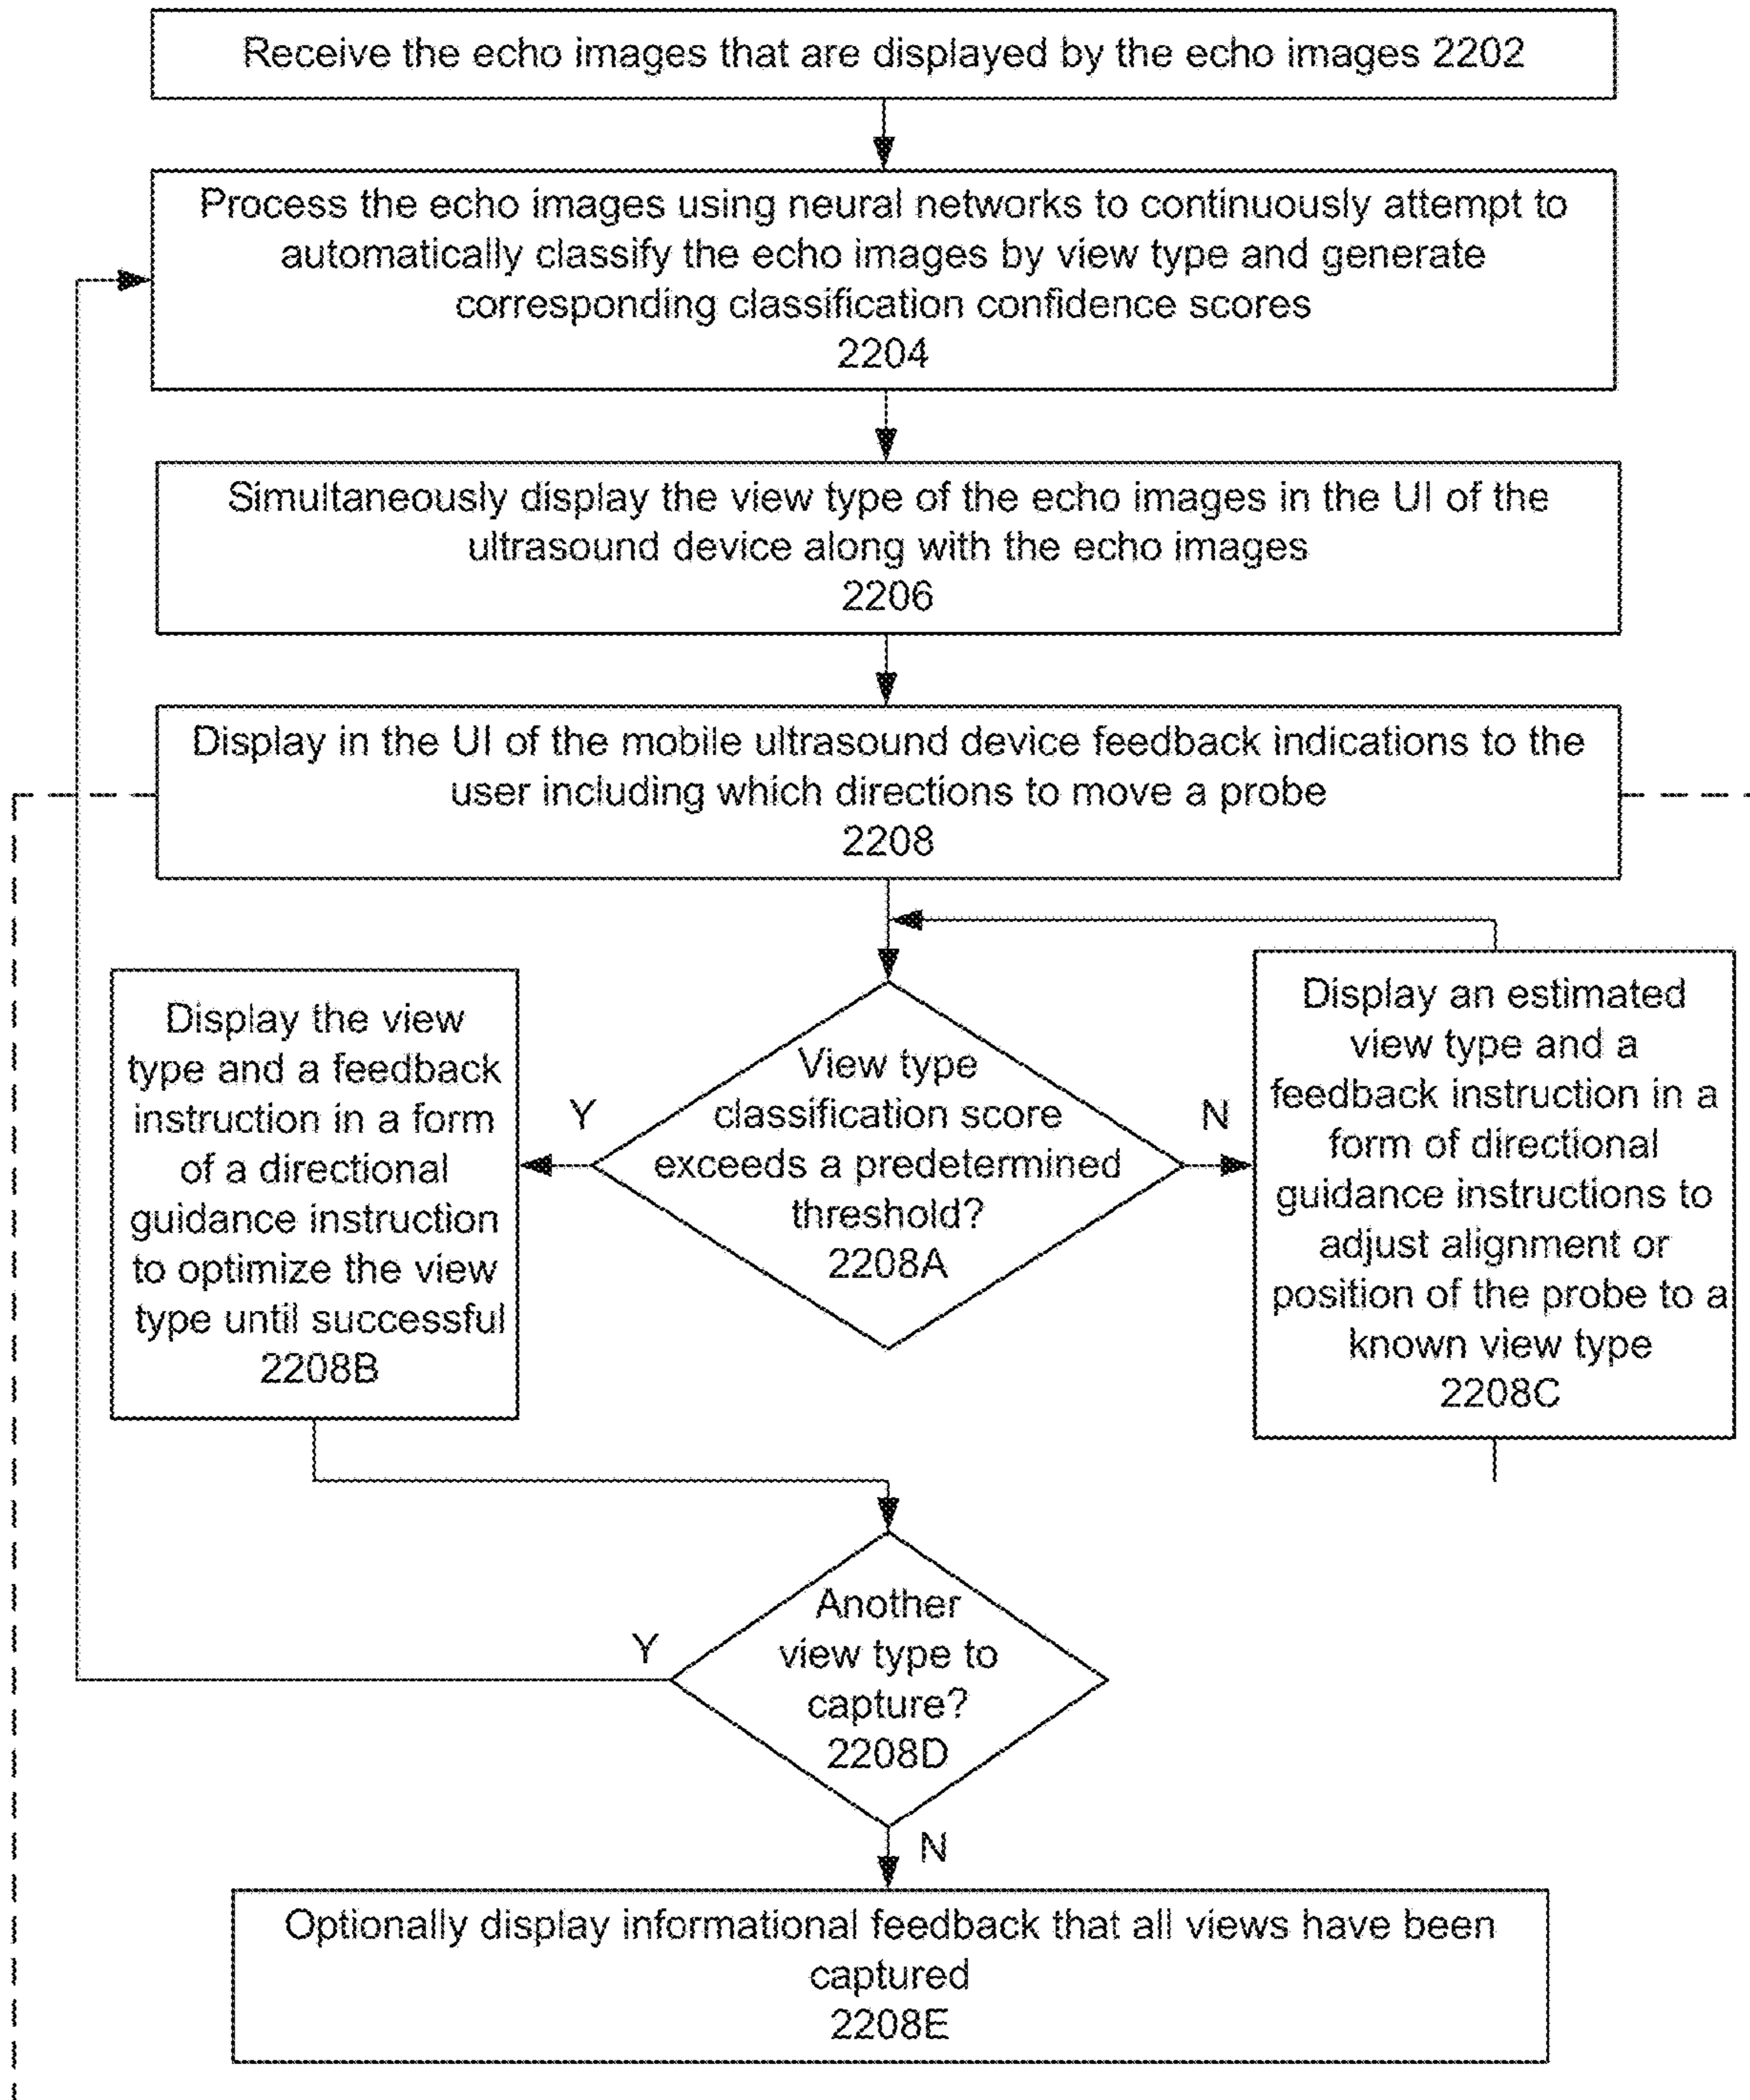 Receive the echo images that are displayed by the echo images 2202
Process the echo images using neural networks to continuously attempt to
automatically classify the echo images by view type and generate
corresponding classification confidence scores
2204
Simultaneously display the view type of the echo images in the UI of the
ultrasound device along with the echo images
2206
Display in the UI of the mobile ultrasound device feedback indications to the
user including which directions to move a probe
2208
View type
classification score
exceeds a predetermined
threshold?
2208A
Y
N
Display the view
type and a feedback
instruction in a form
of a directional
guidance instruction
to optimize the view
type until successful
2208B
Display an estimated
view type and a
feedback instruction in a
form of directional
guidance instructions to
adjust alignment or
position of the probe to a
known view type
2208C
Another
view type to
capture?
2208D
Y
N
Optionally display informational feedback that all views have been
captured
2208E